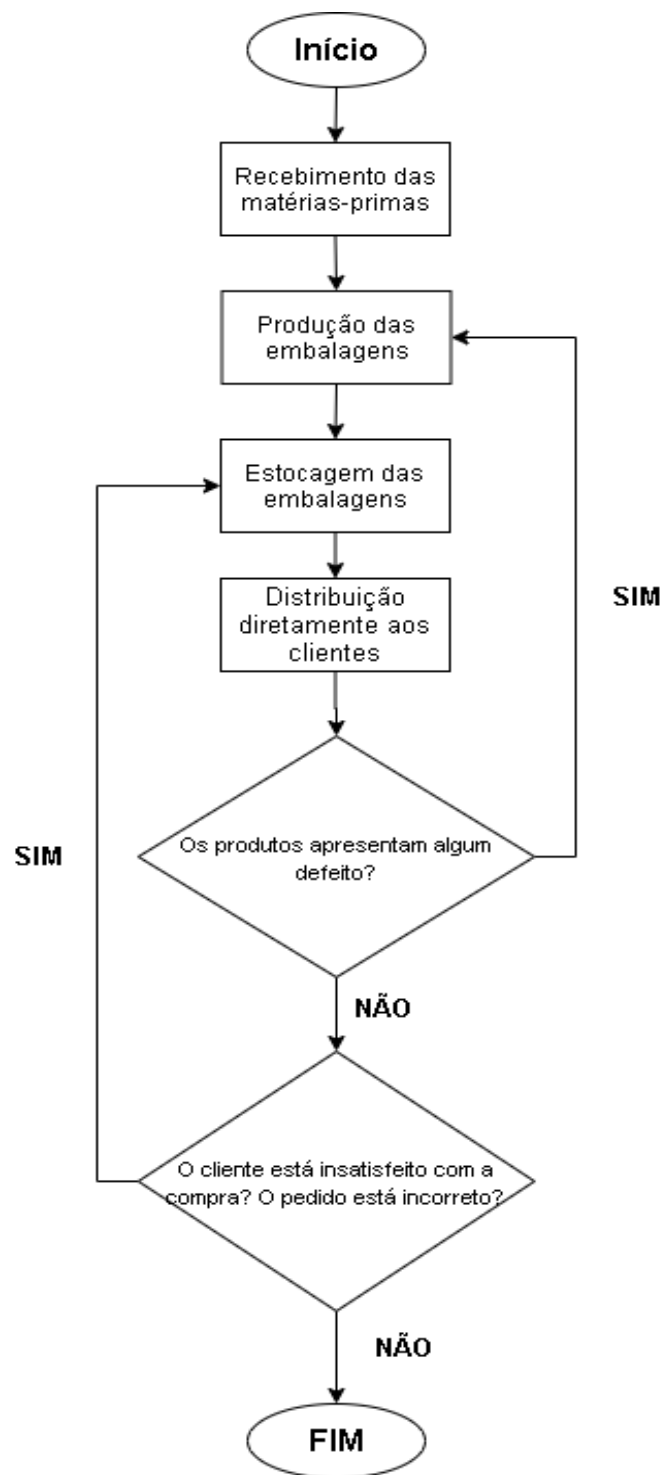 Início
Recebimento das
matérias-primas
Produção das
embalagens
Estocagem das
embalagens
Distribuição
diretamente aos
clientes
SIM
Os produtos apresentam algum
defeito?
SIM
NÃO
O cliente está insatisfeito com a
compra? O pedido está incorreto?
NÃO
FIM